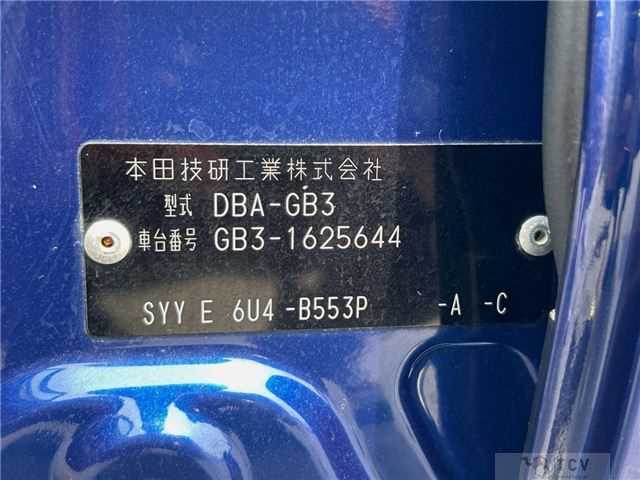 本田技研工業株式会社
型式 DBA-GB3
車台番号 GB3-1625644
SYY E 6U4 -B553P -A -C
TCV